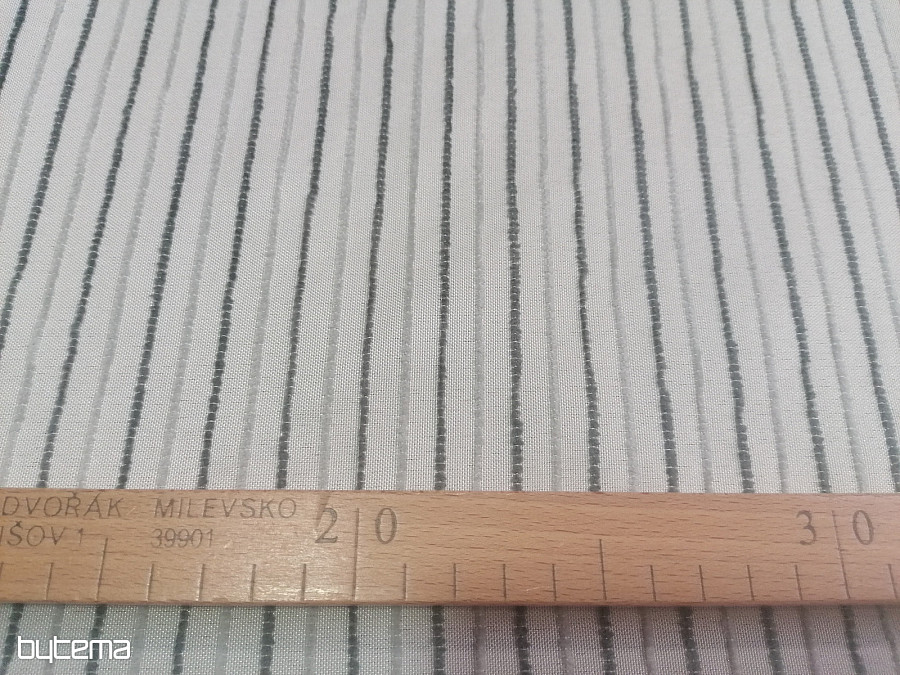 DVOŘÁK MILEVSKO
IŠOV 1 39901
20 30
bytema